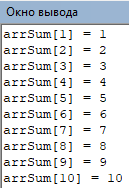 Окно вывода
arrSum[1] = 1
arrSum[2] = 2
arrSum[3] = 3
arrSum[4] = 4
arrSum[5] = 5
arrSum[6] = 6
arrSum[7] = 7
arrSum[8] = 8
arrSum[9] = 9
arrSum[10] = 10